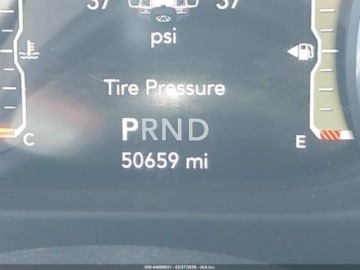 37 37
psi
Tire Pressure
PRND
C E
50659 mi